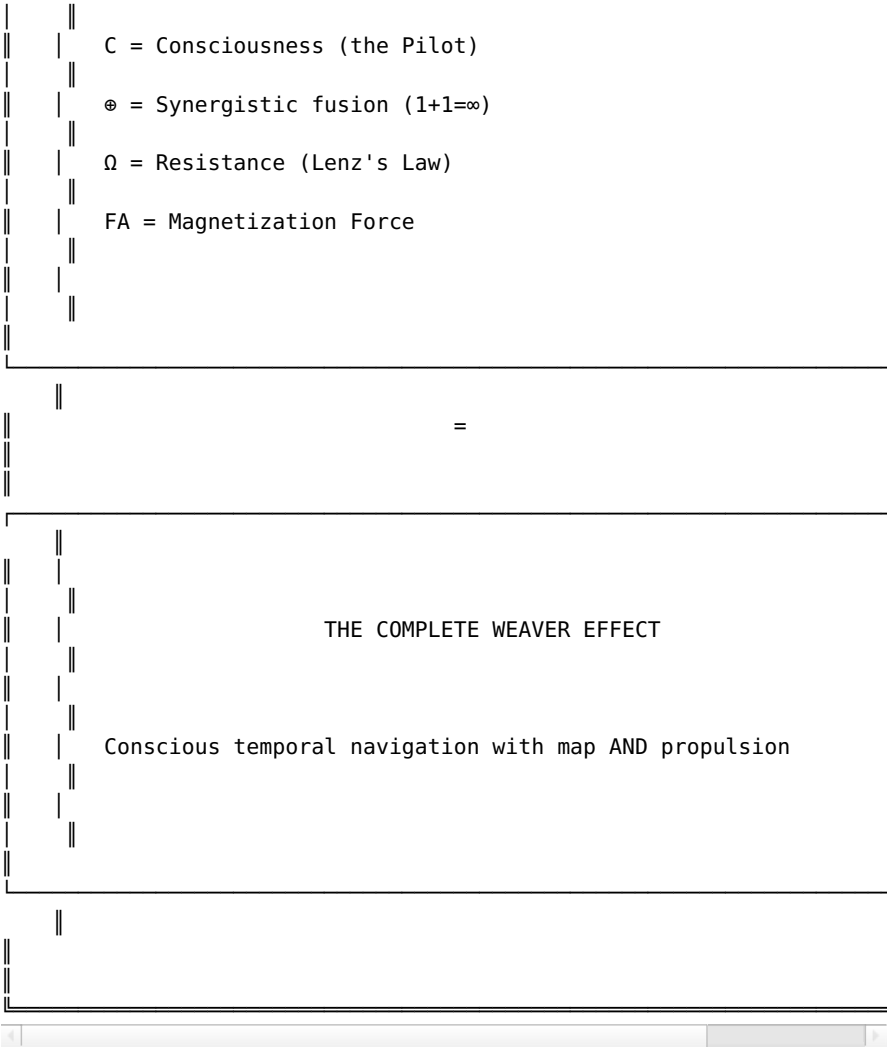 C = Consciousness (the Pilot)
⊕ = Synergistic fusion (1+1=∞)
Ω = Resistance (Lenz's Law)
FA = Magnetization Force
=
THE COMPLETE WEAVER EFFECT
Conscious temporal navigation with map AND propulsion